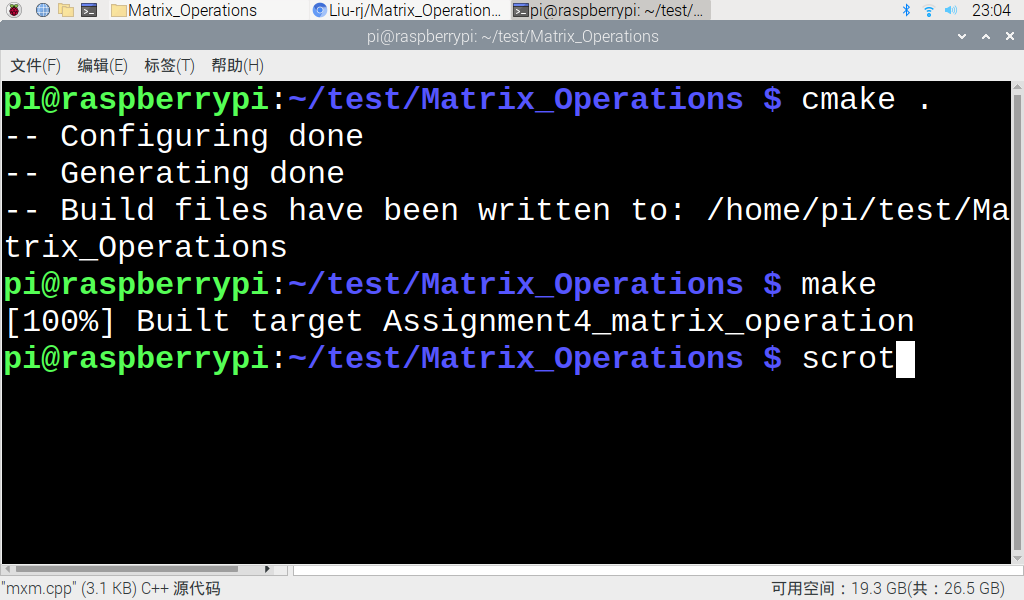 Matrix_Operations Liu-rj/Matrix_Operation... pi@raspberrypi: ~/test/... 23:04
pi@raspberrypi: ~/test/Matrix_Operations
文件(F) 编辑(E) 标签(T) 帮助(H)
pi@raspberrypi:~/test/Matrix_Operations $ cmake .
-- Configuring done
-- Generating done
-- Build files have been written to: /home/pi/test/Ma
trix_Operations
pi@raspberrypi:~/test/Matrix_Operations $ make
[100%] Built target Assignment4_matrix_operation
pi@raspberrypi:~/test/Matrix_Operations $ scrot
"mxm.cpp" (3.1 KB) C++ 源代码 可用空间：19.3 GB(共：26.5 GB)